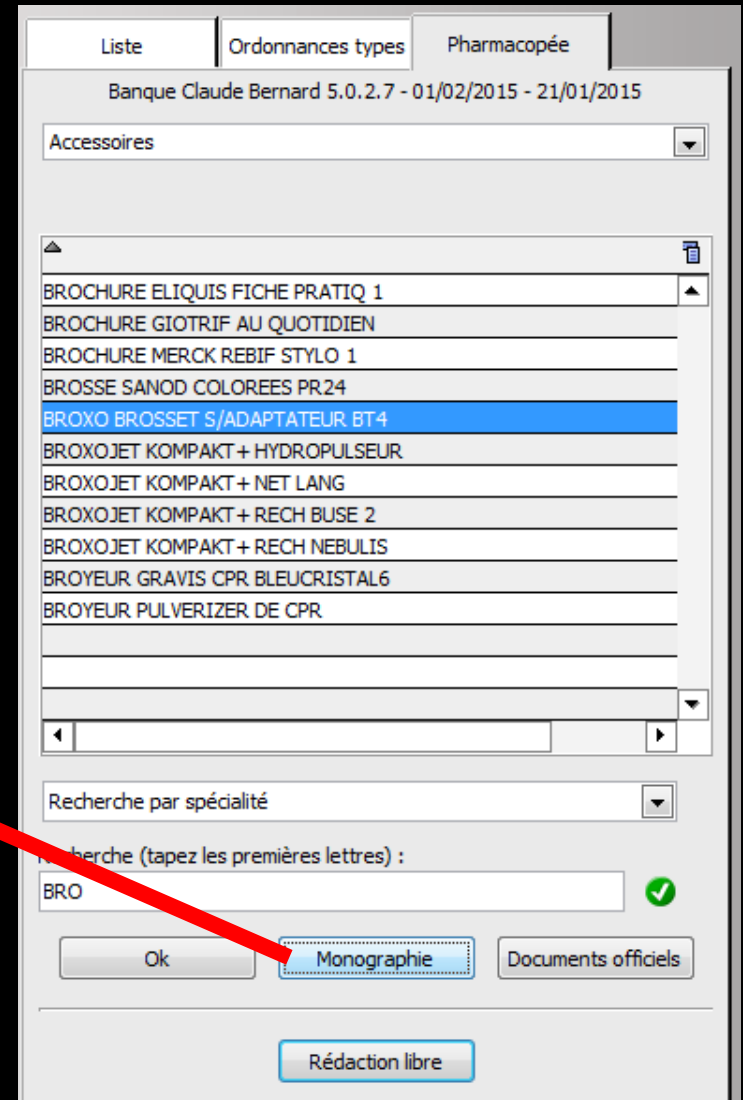 Liste Ordonnances types Pharmacopée
Banque Claude Bernard 5.0.2.7 - 01/02/2015 - 21/01/2015
Accessoires
BROCHURE ELIQUIS FICHE PRATIQ 1
BROCHURE GIOTRIF AU QUOTIDIEN
BROCHURE MERCK REBIF STYLO 1
BROSSE SANOD COLOREES PR24
BROXO BROSSET S/ADAPTATEUR BT4
BROXOJET KOMPAKT+ HYDROPULSEUR
BROXOJET KOMPAKT+ NET LANG
BROXOJET KOMPAKT+ RECH BUSE 2
BROXOJET KOMPAKT+ RECH NEBULIS
BROYEUR GRAVIS CPR BLEUCRISTAL6
BROYEUR PULVERIZER DE CPR
Recherche par spécialité
Recherche (tapez les premières lettres) :
BRO
Ok Monographie Documents officiels
Rédaction libre